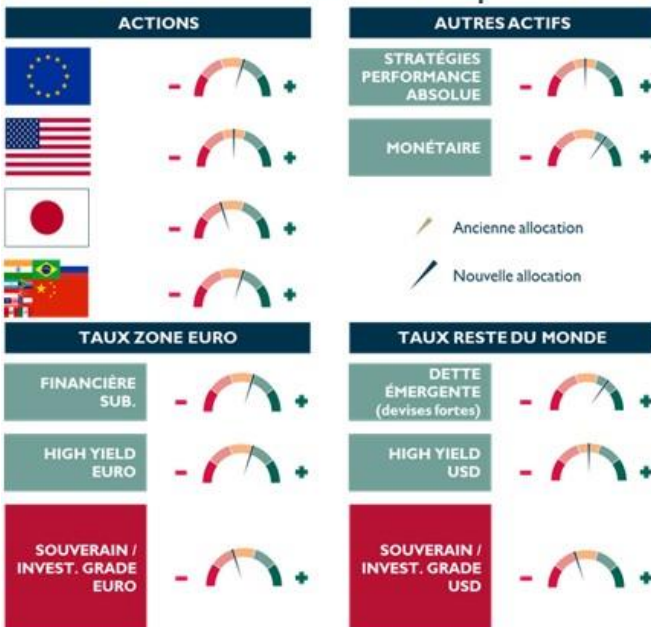 ACTIONS
- +
- +
- +
- +
AUTRES ACTIFS
STRATÉGIES
PERFORMANCE
ABSOLUE
- +
MONÉTAIRE
- +
Ancienne allocation
Nouvelle allocation
TAUX ZONE EURO
FINANCIÈRE
SUB.
- +
HIGH YIELD
EURO
- +
SOUVERAIN /
INVEST. GRADE
EURO
- +
TAUX RESTE DU MONDE
DETTE
ÉMERGENTE
(devises fortes)
- +
HIGH YIELD
USD
- +
SOUVERAIN /
INVEST. GRADE
USD
- +